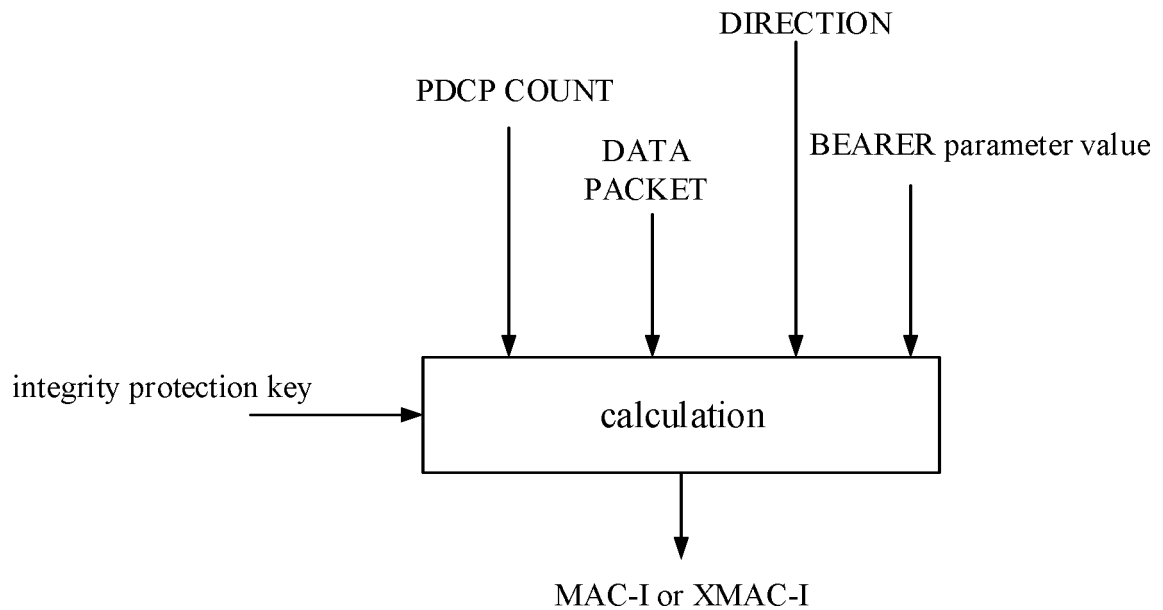 DIRECTION
PDCP COUNT
DATA
PACKET
BEARER parameter value
integrity protection key
calculation
MAC-I or XMAC-I